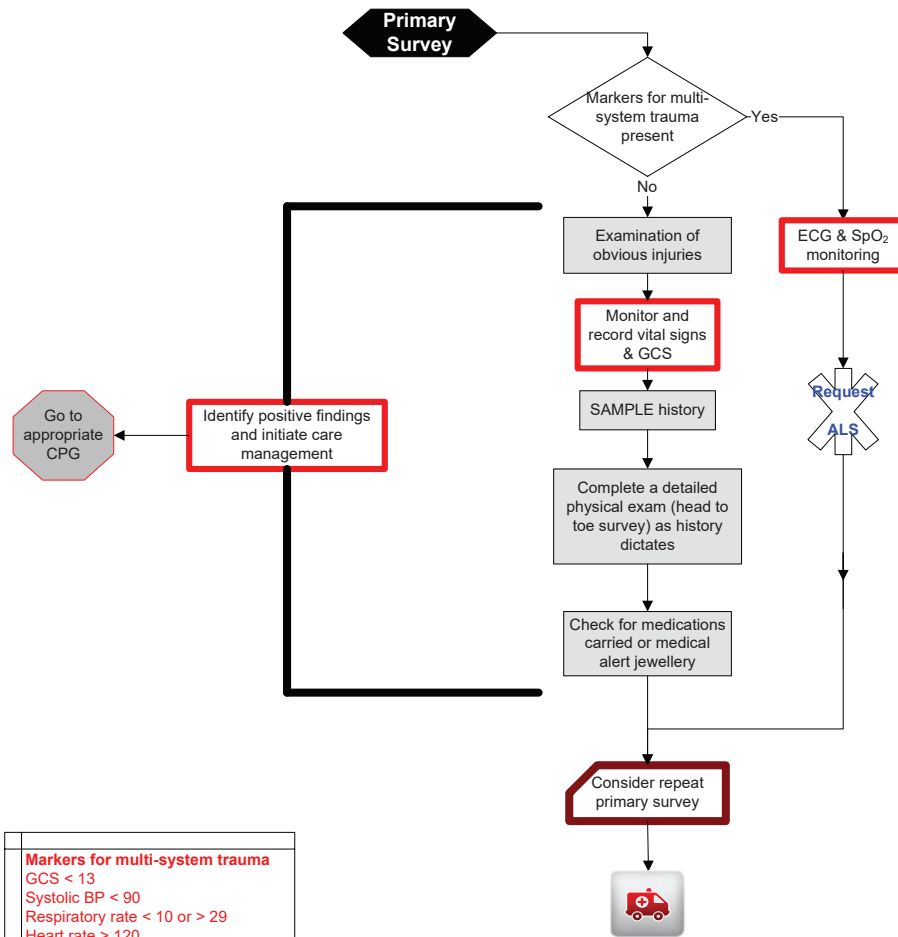 Primary
Survey
Markers for multi-
system trauma
present
Yes
No
Examination of
obvious injuries
ECG & SpO₂
monitoring
Monitor and
record vital signs
& GCS
Request
ALS
SAMPLE history
Go to
appropriate
CPG
Identify positive findings
and initiate care
management
Complete a detailed
physical exam (head to
toe survey) as history
dictates
Check for medications
carried or medical
alert jewellery
Consider repeat
primary survey
Markers for multi-system trauma
GCS < 13
Systolic BP < 90
Respiratory rate < 10 or > 29
Heart rate > 120